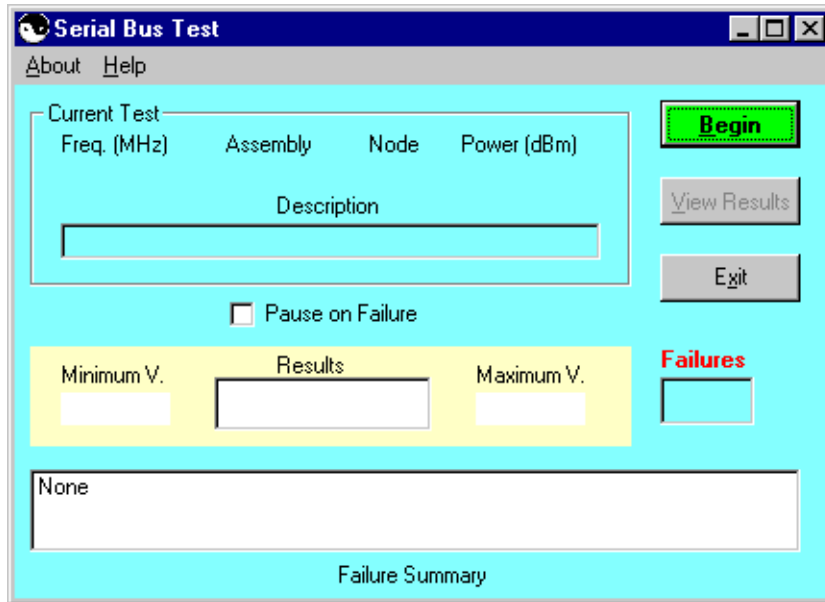 Serial Bus Test
About Help
Current Test
Freq. (MHz) Assembly Node Power (dBm)
Description
Begin
View Results
Exit
Pause on Failure
Minimum V. Results Maximum V.
Failures
None
Failure Summary